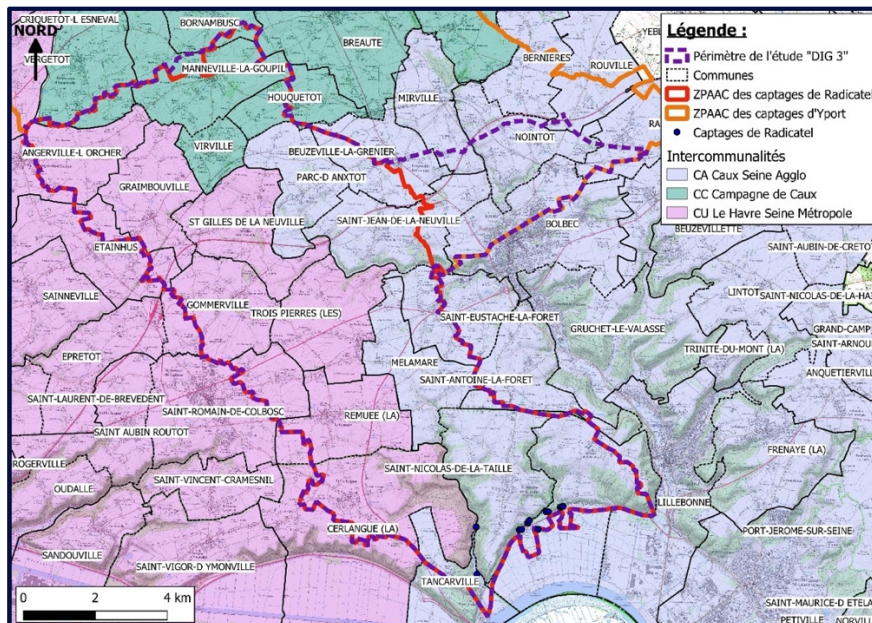 CRIQUETOT-L ESNEVAL
NORD
VERGETOT
BORNAMBUSC
MANNEVILLE-LA-GOUPIL
BREAUTE
HOUQUETOT
BERNIERES
ROUVILLE
MIRVILLE
NOINTOT
ANGERVILLE-L ORCHER
VIRVILLE
BEUZEVILLE-LA-GRENIER
PARC-D ANXTOT
GRAIMBOUVILLE
ST GILLES DE LA NEUVILLE
SAINT-JEAN-DE-LA-NEUVILLE
BOLBEC
ETAINHUS
SAINNEVILLE
GOMMERVILLE
TROIS PIERRES (LES)
SAINT-EUSTACHE-LA-FORET
GRUCHET-LE-VALASSE
BEUZEVILLETTE
SAINT-AUBIN-DE-CRETO
LINTOT
SAINT-NICOLAS-DE-LA-HA
GRAND-CAMP
SAINT-ARNOU
TRINITE-DU-MONT (LA)
ANQUETIERVILL
EPRETOT
MELAMARE
SAINT-ANTOINE-LA-FORET
SAINT-LAURENT-DE-BREVEDENT
SAINT-ROMAIN-DE-COLBOSC
REMUEE (LA)
SAINT AUBIN ROUTOT
FRENAYE (LA)
ROGERVILLE
OUDALLE
SAINT-VINCENT-CRAMESNIL
SAINT-NICOLAS-DE-LA-TAILLE
LILLEBONNE
CERLANGUE (LA)
PORT-JEROME-SUR-SEINE
SANDOUVILLE
SAINT-VIGOR-D YMONVILLE
TANCARVILLE
SAINT-MAURICE-D ETELA
PETIVILLE
NORVILL
0 2 4 km
Légende :
Périmètre de l'étude "DIG 3"
Communes
ZPAAC des captages de Radicatel
ZPAAC des captages d'Yport
Captages de Radicatel
Intercommunalités
CA Caux Seine Agglo
CC Campagne de Caux
CU Le Havre Seine Métropole